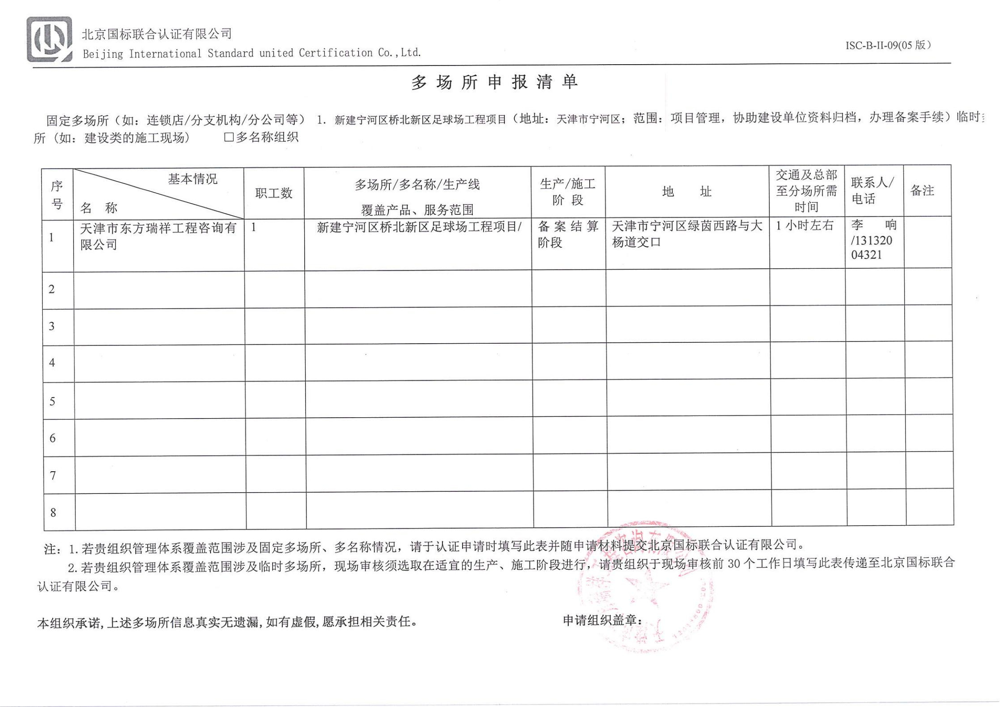 北京国标联合认证有限公司
Beijing International Standard united Certification Co.,Ltd.
ISC-B-II-09(05 版)
多 场 所 申 报 清 单
固定多场所（如：连锁店/分支机构/分公司等） 1. 新建宁河区桥北新区足球场工程项目（地址：天津市宁河区；范围：项目管理，协助建设单位资料归档，办理备案手续）临时
所（如：建设类的施工现场) □多名称组织
序号
基本情况
名 称
职工数
多场所/多名称/生产线
覆盖产品、服务范围
生产/施工
阶 段
地 址
交通及总部
至分场所需
时间
联系人/
电话
备注
1
天津市东方瑞祥工程咨询有
限公司
1
新建宁河区桥北新区足球场工程项目/
备案结算
阶段
天津市宁河区绿茵西路与大
杨道交口
1 小时左右
李 响
/131320
04321
2
3
4
5
6
7
8
注：1.若贵组织管理体系覆盖范围涉及固定多场所、多名称情况，请于认证申请时填写此表并随申请材料提交北京国标联合认证有限公司。
2.若贵组织管理体系覆盖范围涉及临时多场所，现场审核须选取在适宜的生产、施工阶段进行，请贵组织于现场审核前 30 个工作日填写此表传递至北京国标联合
认证有限公司。
本组织承诺,上述多场所信息真实无遗漏,如有虚假,愿承担相关责任。
申请组织盖章：